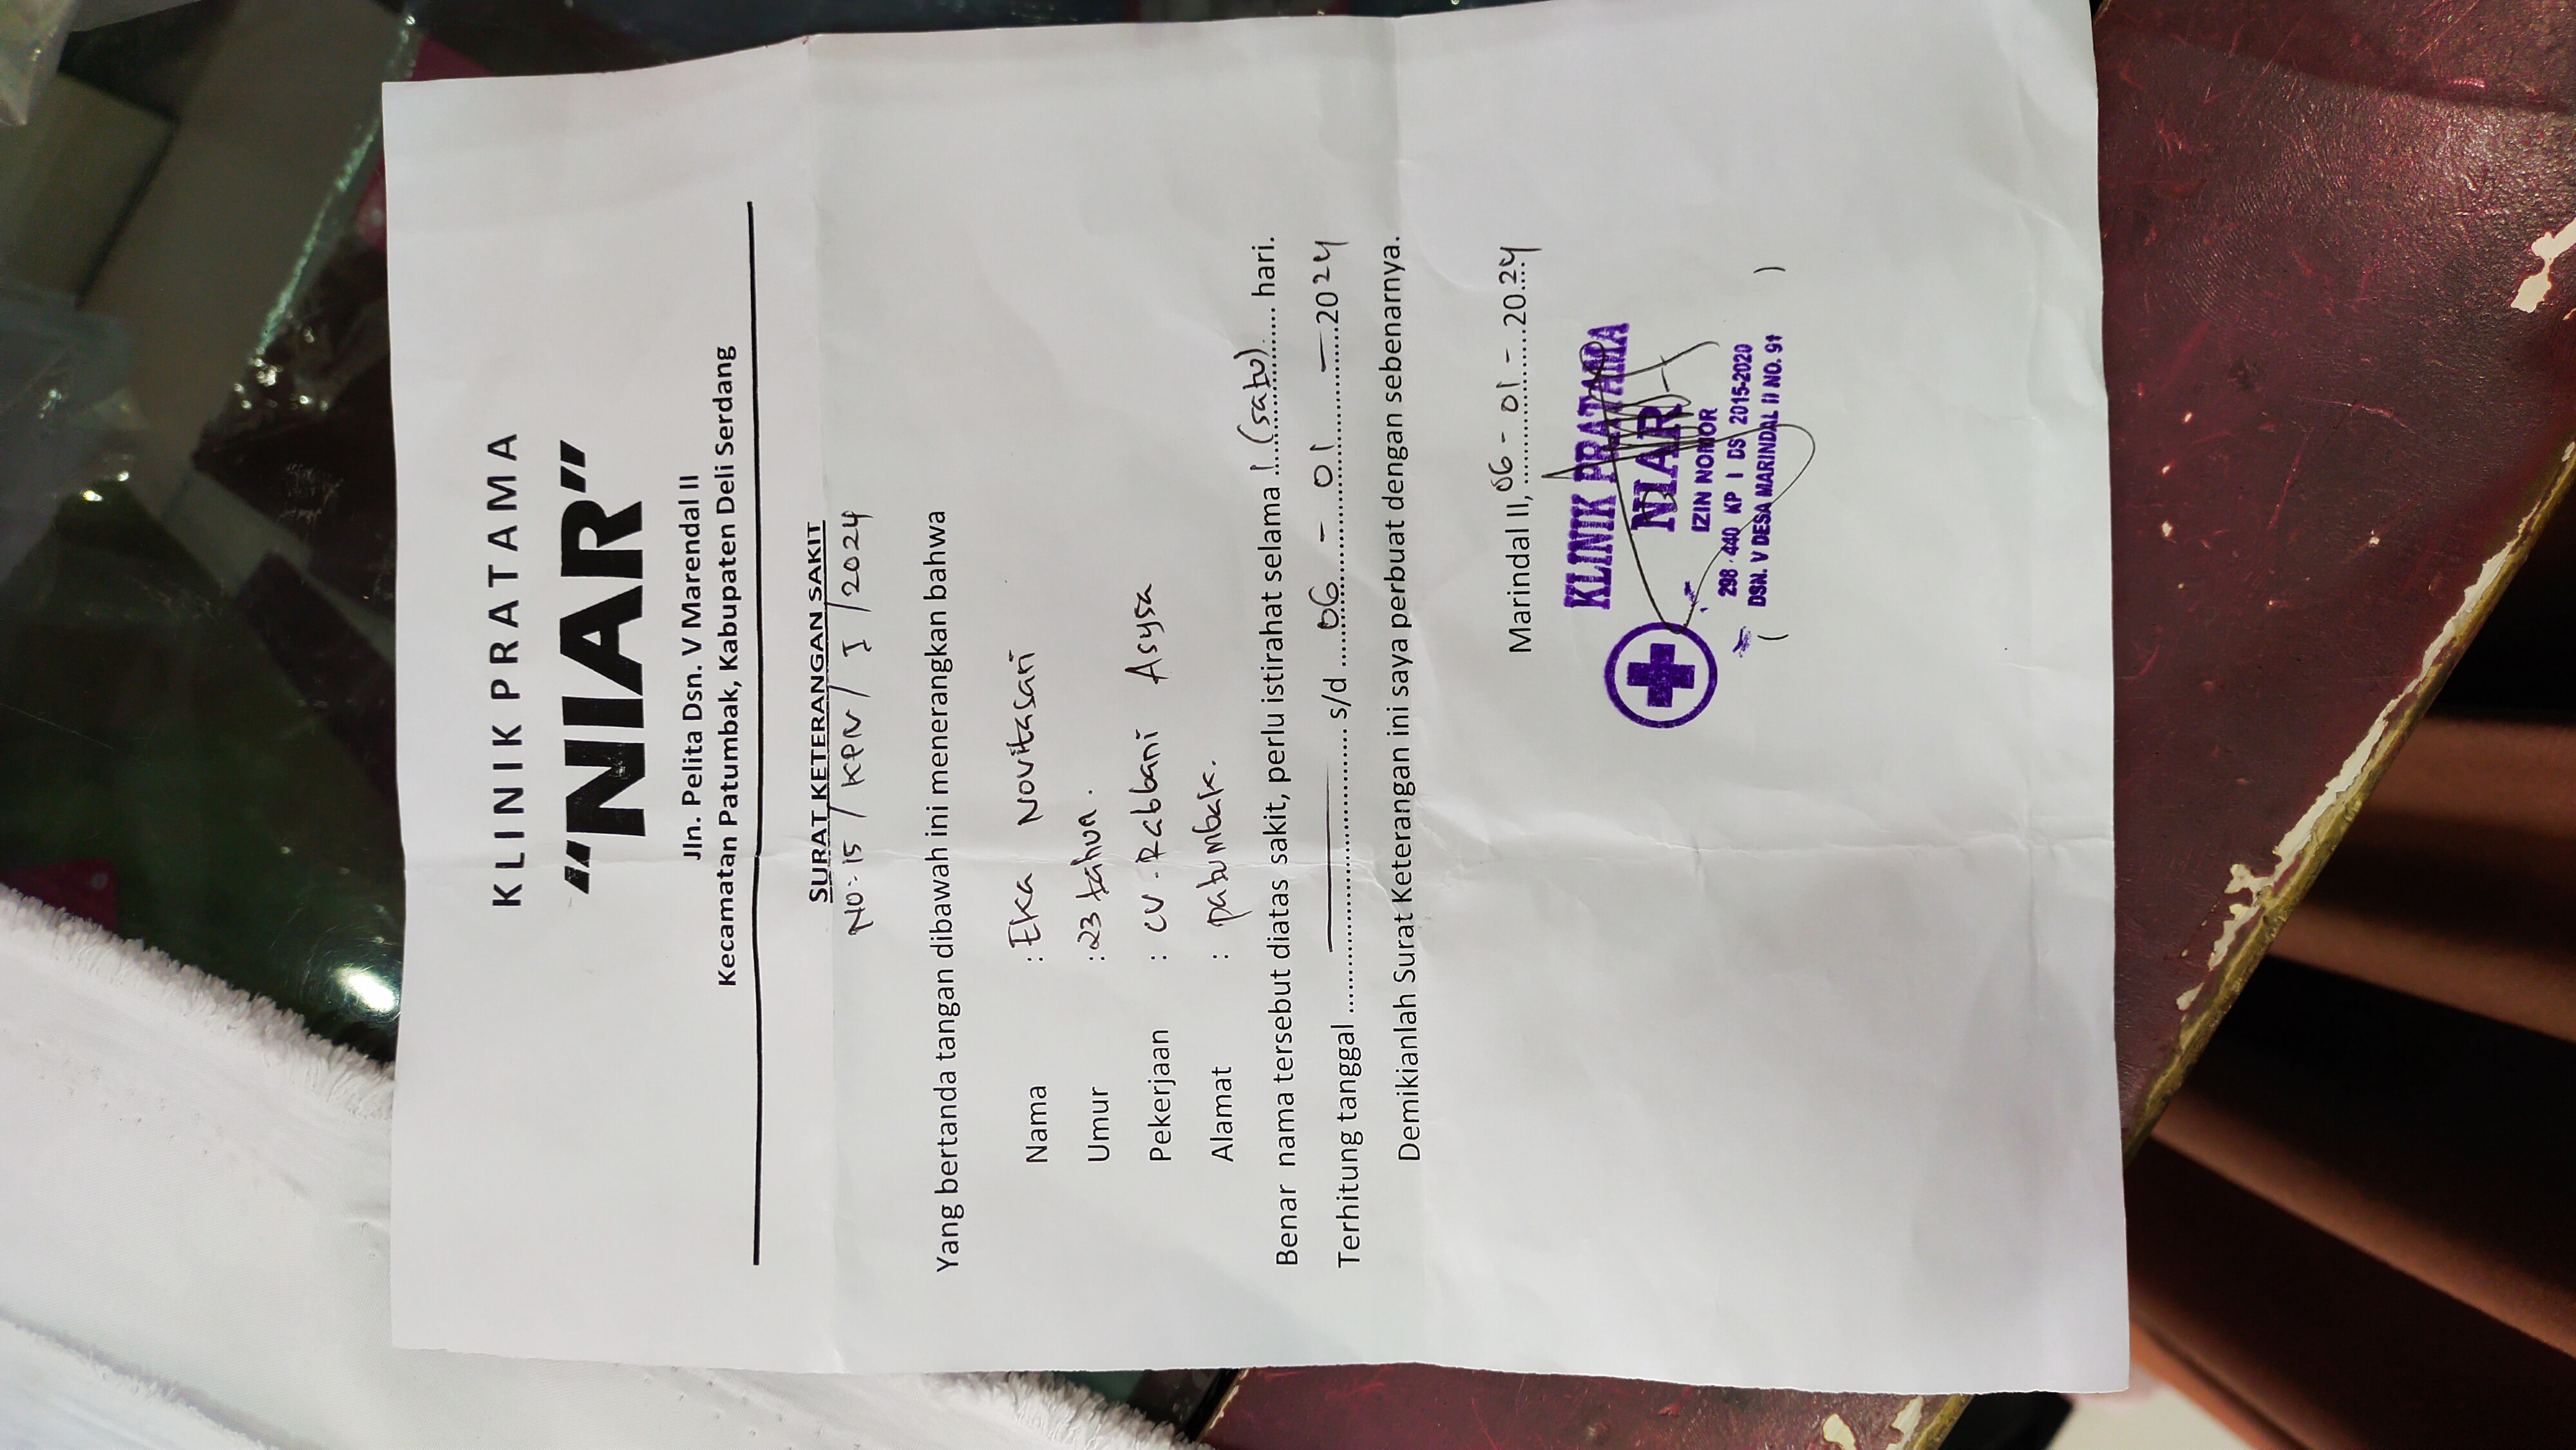 KLINIK PRATAMA
"NIAR"
Jln. Pelita Dsn. V Marendal II
Kecamatan Patumbak, Kabupaten Deli Serdang
SURAT KETERANGAN SAKIT
NO: 15 / KPN / I / 2024
Yang bertanda tangan dibawah ini menerangkan bahwa
Nama : Eka Novitasari
Umur : 23 tahun.
Pekerjaan : CV. Rabbani Asysa
Alamat : patumbak.
Benar nama tersebut diatas sakit, perlu istirahat selama 1 (satu) hari.
Terhitung tanggal ........ s/d 06 - 01 - 2024
Demikianlah Surat Keterangan ini saya perbuat dengan sebenarnya.
Marindal II, 06 - 01 - 2024
KLINIK PRATAMA
NIAR
IZIN NOMOR
298 440 KP I DS 2015-2020
DSN. V DESA MARINDAL II NO. 91
( )